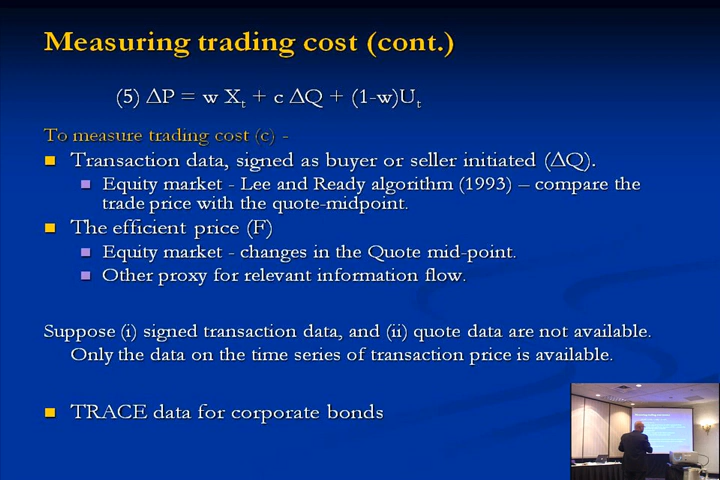 Measuring trading cost (cont.)
(5) ΔP = w Xt + c ΔQ + (1-w)Ut
To measure trading cost (c) -
Transaction data, signed as buyer or seller initiated (ΔQ).
Equity market - Lee and Ready algorithm (1993) – compare the
trade price with the quote-midpoint.
The efficient price (F)
Equity market - changes in the Quote mid-point.
Other proxy for relevant information flow.
Suppose (i) signed transaction data, and (ii) quote data are not available.
Only the data on the time series of transaction price is available.
TRACE data for corporate bonds